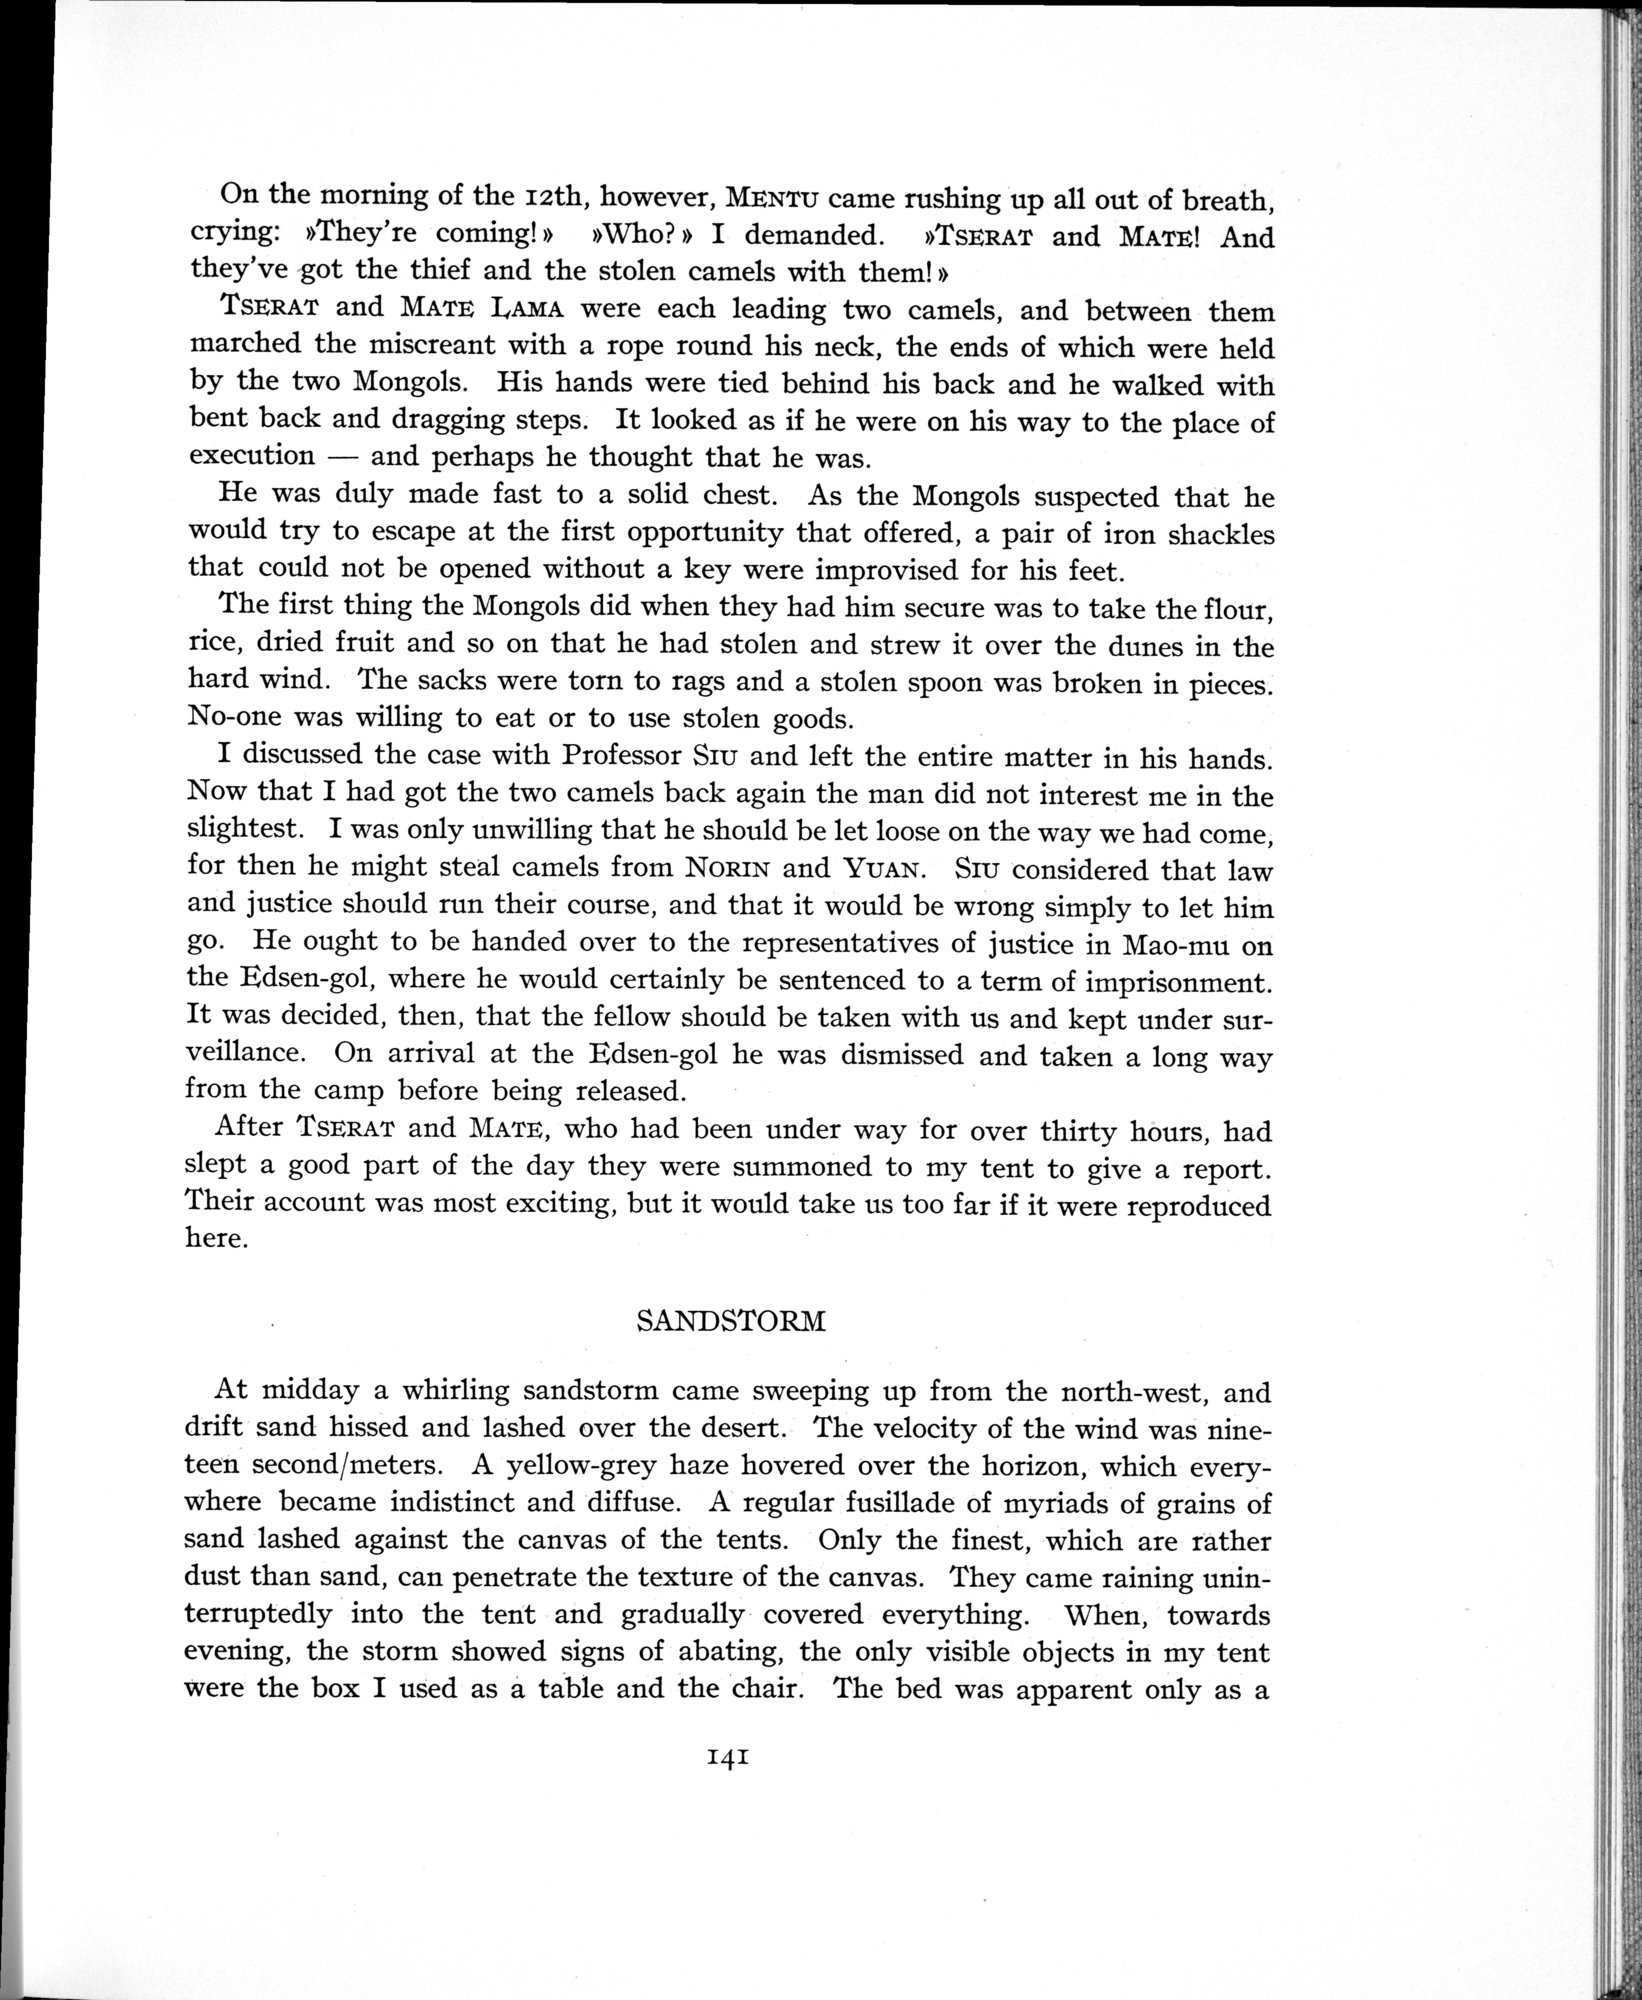 On the morning of the 12th, however, MENTU came rushing up all out of breath,
crying: »They're coming!» »Who?» I demanded. »TSERAT and MATE! And
they've got the thief and the stolen camels with them!»
TSERAT and MATE LAMA were each leading two camels, and between them
marched the miscreant with a rope round his neck, the ends of which were held
by the two Mongols. His hands were tied behind his back and he walked with
bent back and dragging steps. It looked as if he were on his way to the place of
execution — and perhaps he thought that he was.
He was duly made fast to a solid chest. As the Mongols suspected that he
would try to escape at the first opportunity that offered, a pair of iron shackles
that could not be opened without a key were improvised for his feet.
The first thing the Mongols did when they had him secure was to take the flour,
rice, dried fruit and so on that he had stolen and strew it over the dunes in the
hard wind. The sacks were torn to rags and a stolen spoon was broken in pieces.
No-one was willing to eat or to use stolen goods.
I discussed the case with Professor SIU and left the entire matter in his hands.
Now that I had got the two camels back again the man did not interest me in the
slightest. I was only unwilling that he should be let loose on the way we had come,
for then he might steal camels from NORIN and YUAN. SIU considered that law
and justice should run their course, and that it would be wrong simply to let him
go. He ought to be handed over to the representatives of justice in Mao-mu on
the Edsen-gol, where he would certainly be sentenced to a term of imprisonment.
It was decided, then, that the fellow should be taken with us and kept under sur-
veillance. On arrival at the Edsen-gol he was dismissed and taken a long way
from the camp before being released.
After TSERAT and MATE, who had been under way for over thirty hours, had
slept a good part of the day they were summoned to my tent to give a report.
Their account was most exciting, but it would take us too far if it were reproduced
here.
SANDSTORM
At midday a whirling sandstorm came sweeping up from the north-west, and
drift sand hissed and lashed over the desert. The velocity of the wind was nine-
teen second/meters. A yellow-grey haze hovered over the horizon, which every-
where became indistinct and diffuse. A regular fusillade of myriads of grains of
sand lashed against the canvas of the tents. Only the finest, which are rather
dust than sand, can penetrate the texture of the canvas. They came raining unin-
terruptedly into the tent and gradually covered everything. When, towards
evening, the storm showed signs of abating, the only visible objects in my tent
were the box I used as a table and the chair. The bed was apparent only as a
141